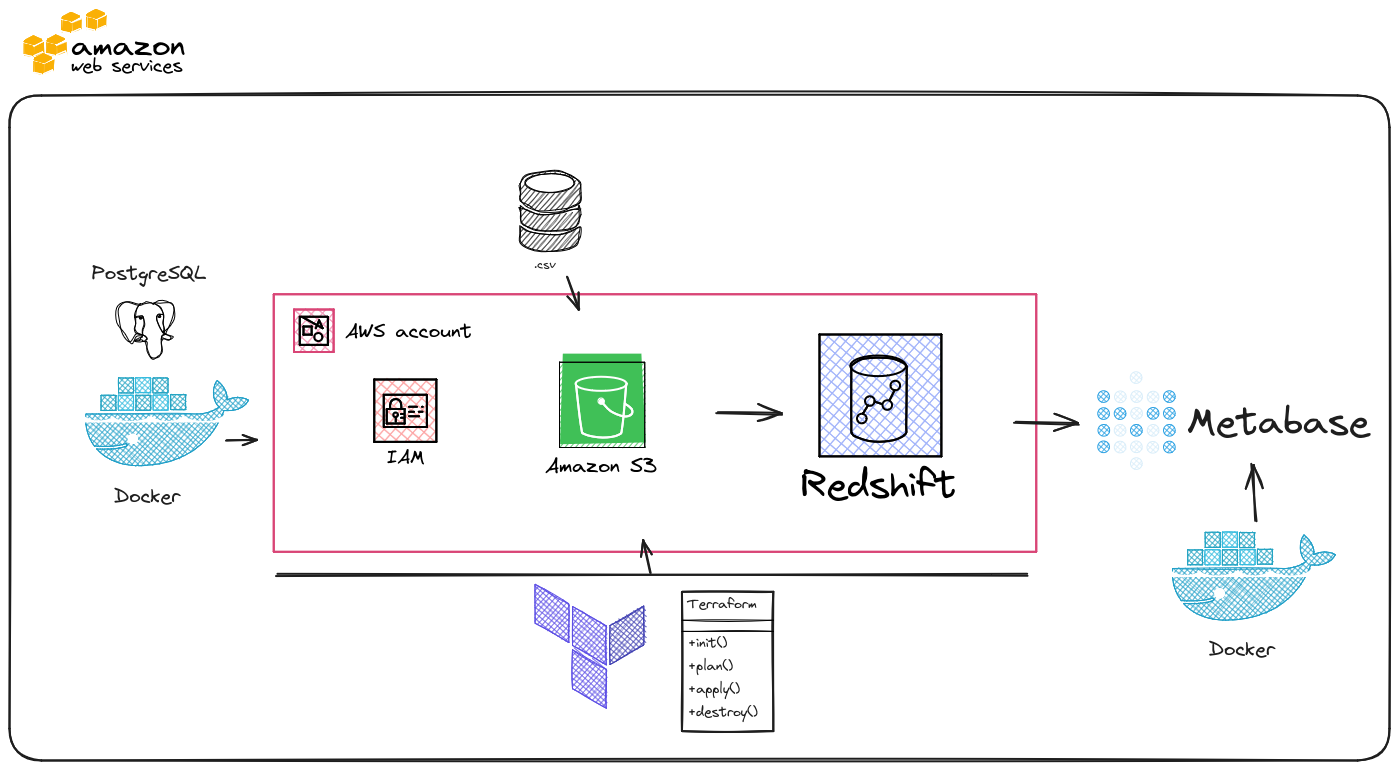 amazon
web services
.csv
PostgreSQL
Docker
AWS account
IAM
Amazon S3
Redshift
Metabase
Docker
Terraform
+init()
+plan()
+apply()
+destroy()